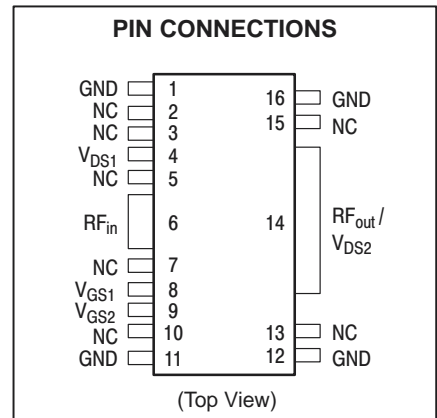 PIN CONNECTIONS
GND 1
NC 2
NC 3
VDS1 4
NC 5
RFin 6
NC 7
VGS1 8
VGS2 9
NC 10
GND 11
16 GND
15 NC
14 RFout /
VDS2
13 NC
12 GND
(Top View)